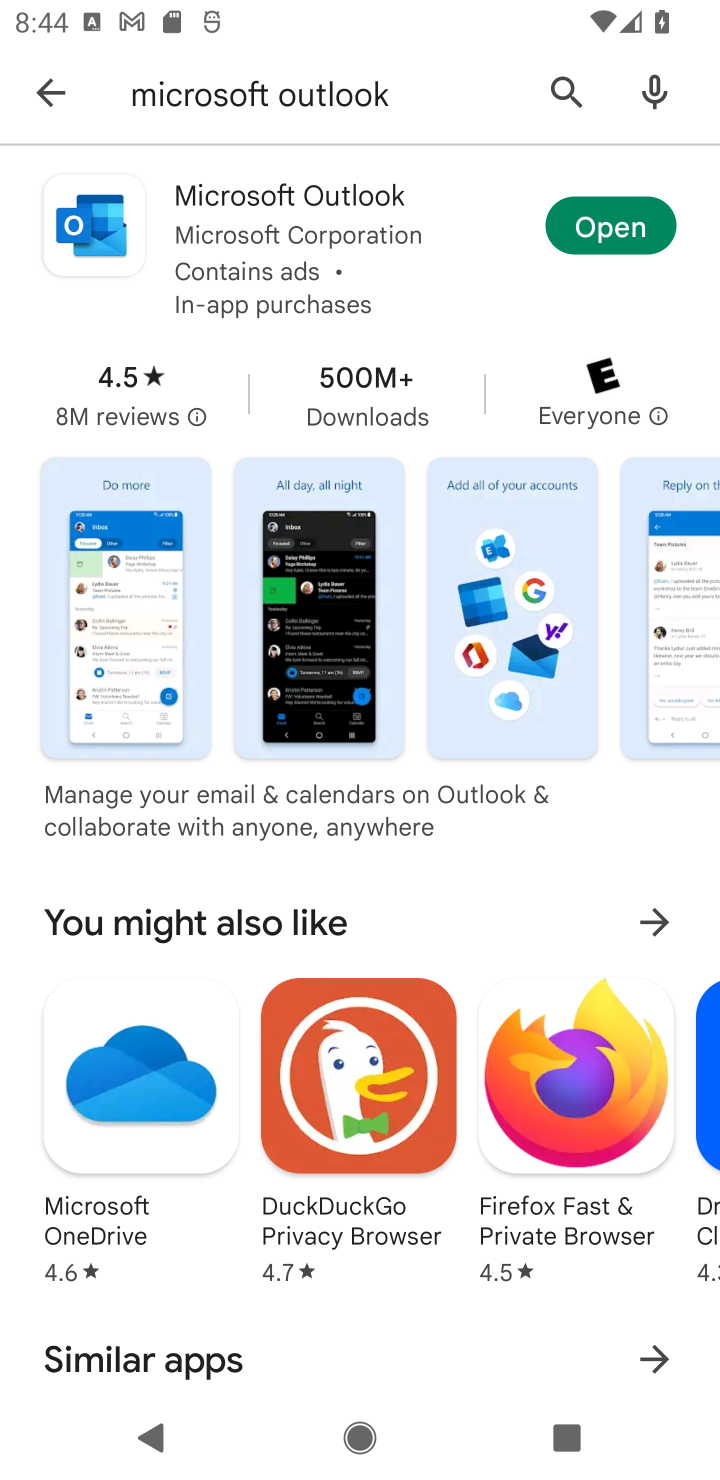 8:44
microsoft outlook
Microsoft Outlook
Microsoft Corporation
Contains ads •
In-app purchases
Open
4.5★
8M reviews
500M+
Downloads
Everyone
Do more
All day, all night
Add all of your accounts
Reply on th
Manage your email & calendars on Outlook &
collaborate with anyone, anywhere
You might also like
Microsoft
OneDrive
4.6★
DuckDuckGo
Privacy Browser
4.7★
Firefox Fast &
Private Browser
4.5★
Dr
Cl
4.3
Similar apps